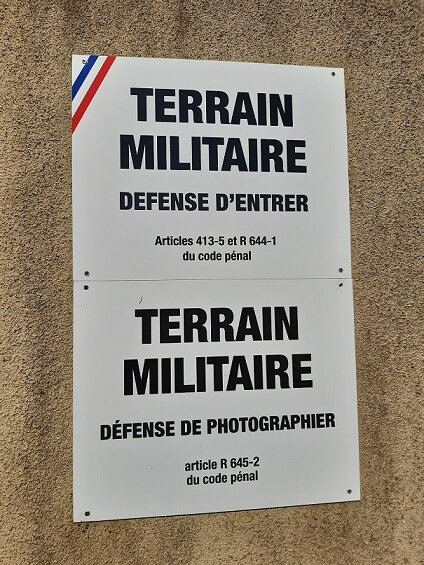 TERRAIN
MILITAIRE
DEFENSE D'ENTRER
Articles 413-5 et R 644-1
du code pénal
TERRAIN
MILITAIRE
DÉFENSE DE PHOTOGRAPHIER
article R 645-2
du code pénal